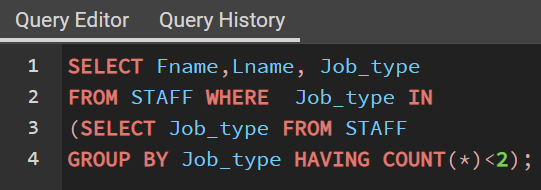 Query Editor Query History
1 SELECT Fname,Lname, Job_type
2 FROM STAFF WHERE  Job_type IN
3 (SELECT Job_type FROM STAFF
4 GROUP BY Job_type HAVING COUNT(*)<2);